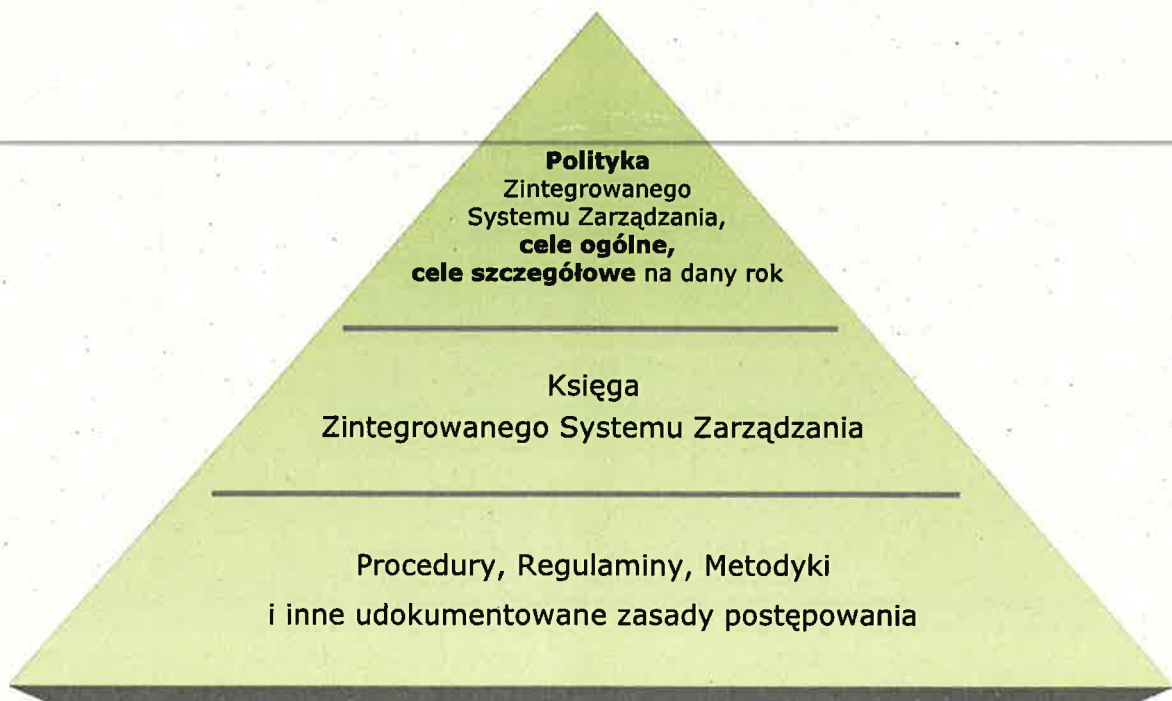 Polityka
Zintegrowanego
Systemu Zarządzania,
cele ogólne,
cele szczegółowe na dany rok
Księga
Zintegrowanego Systemu Zarządzania
Procedury, Regulaminy, Metodyki
i inne udokumentowane zasady postępowania